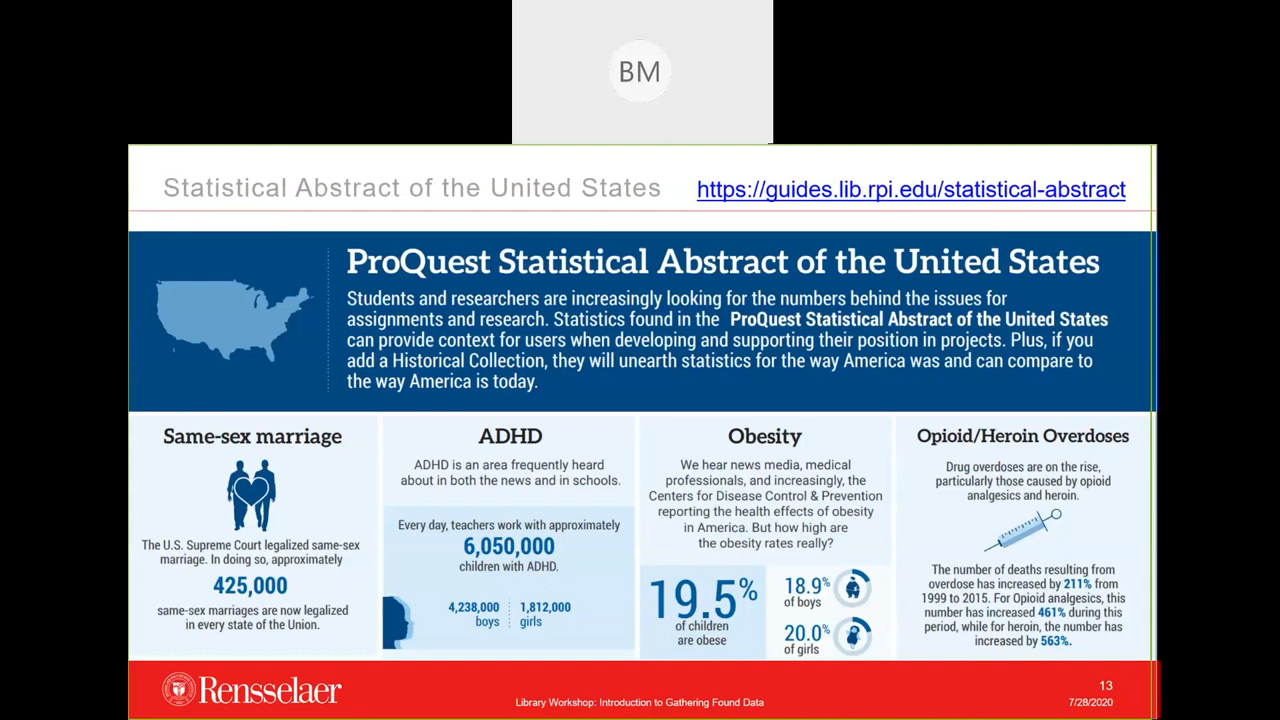 BM
Statistical Abstract of the United States
https://guides.lib.rpi.edu/statistical-abstract
ProQuest Statistical Abstract of the United States
Students and researchers are increasingly looking for the numbers behind the issues for
assignments and research. Statistics found in the ProQuest Statistical Abstract of the United States
can provide context for users when developing and supporting their position in projects. Plus, if you
add a Historical Collection, they will unearth statistics for the way America was and can compare to
the way America is today.
Same-sex marriage
The U.S. Supreme Court legalized same-sex
marriage. In doing so, approximately
425,000
same-sex marriages are now legalized
in every state of the Union.
ADHD
ADHD is an area frequently heard
about in both the news and in schools.
Every day, teachers work with approximately
6,050,000
children with ADHD.
4,238,000
boys
1,812,000
girls
Obesity
We hear news media, medical
professionals, and increasingly, the
Centers for Disease Control & Prevention
reporting the health effects of obesity
in America. But how high are
the obesity rates really?
19.5%
of children
are obese
18.9%
of boys
20.0%
of girls
Opioid/Heroin Overdoses
Drug overdoses are on the rise,
particularly those caused by opioid
analgesics and heroin.
The number of deaths resulting from
overdose has increased by 211% from
1999 to 2015. For Opioid analgesics, this
number has increased 461% during this
period, while for heroin, the number has
increased by 563%.
Rensselaer
Library Workshop: Introduction to Gathering Found Data
13
7/28/2020